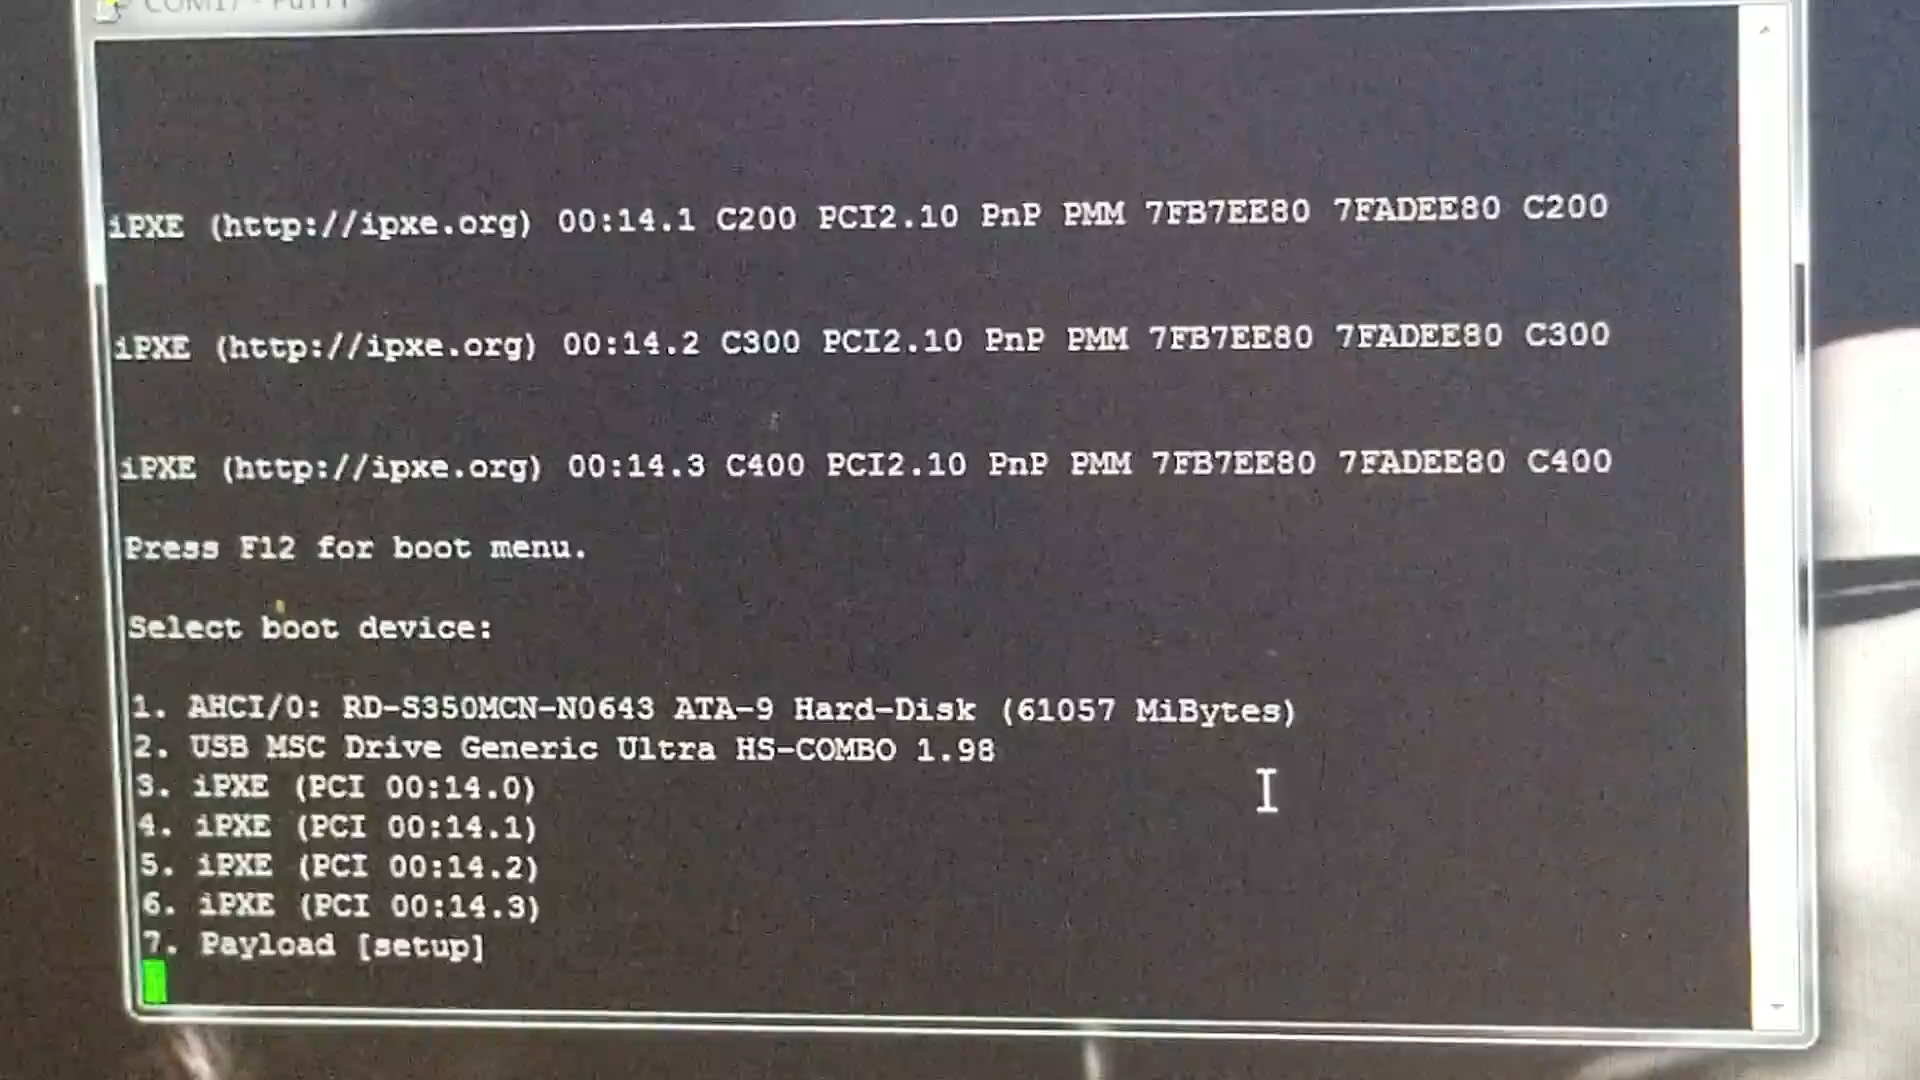 COM17 - PuTTY
iPXE (http://ipxe.org) 00:14.1 C200 PCI2.10 PnP PMM 7FB7EE80 7FADEE80 C200
iPXE (http://ipxe.org) 00:14.2 C300 PCI2.10 PnP PMM 7FB7EE80 7FADEE80 C300
iPXE (http://ipxe.org) 00:14.3 C400 PCI2.10 PnP PMM 7FB7EE80 7FADEE80 C400
Press F12 for boot menu.
Select boot device:
1. AHCI/0: RD-S350MCN-N0643 ATA-9 Hard-Disk (61057 MiBytes)
2. USB MSC Drive Generic Ultra HS-COMBO 1.98
3. iPXE (PCI 00:14.0)
4. iPXE (PCI 00:14.1)
5. iPXE (PCI 00:14.2)
6. iPXE (PCI 00:14.3)
7. Payload [setup]